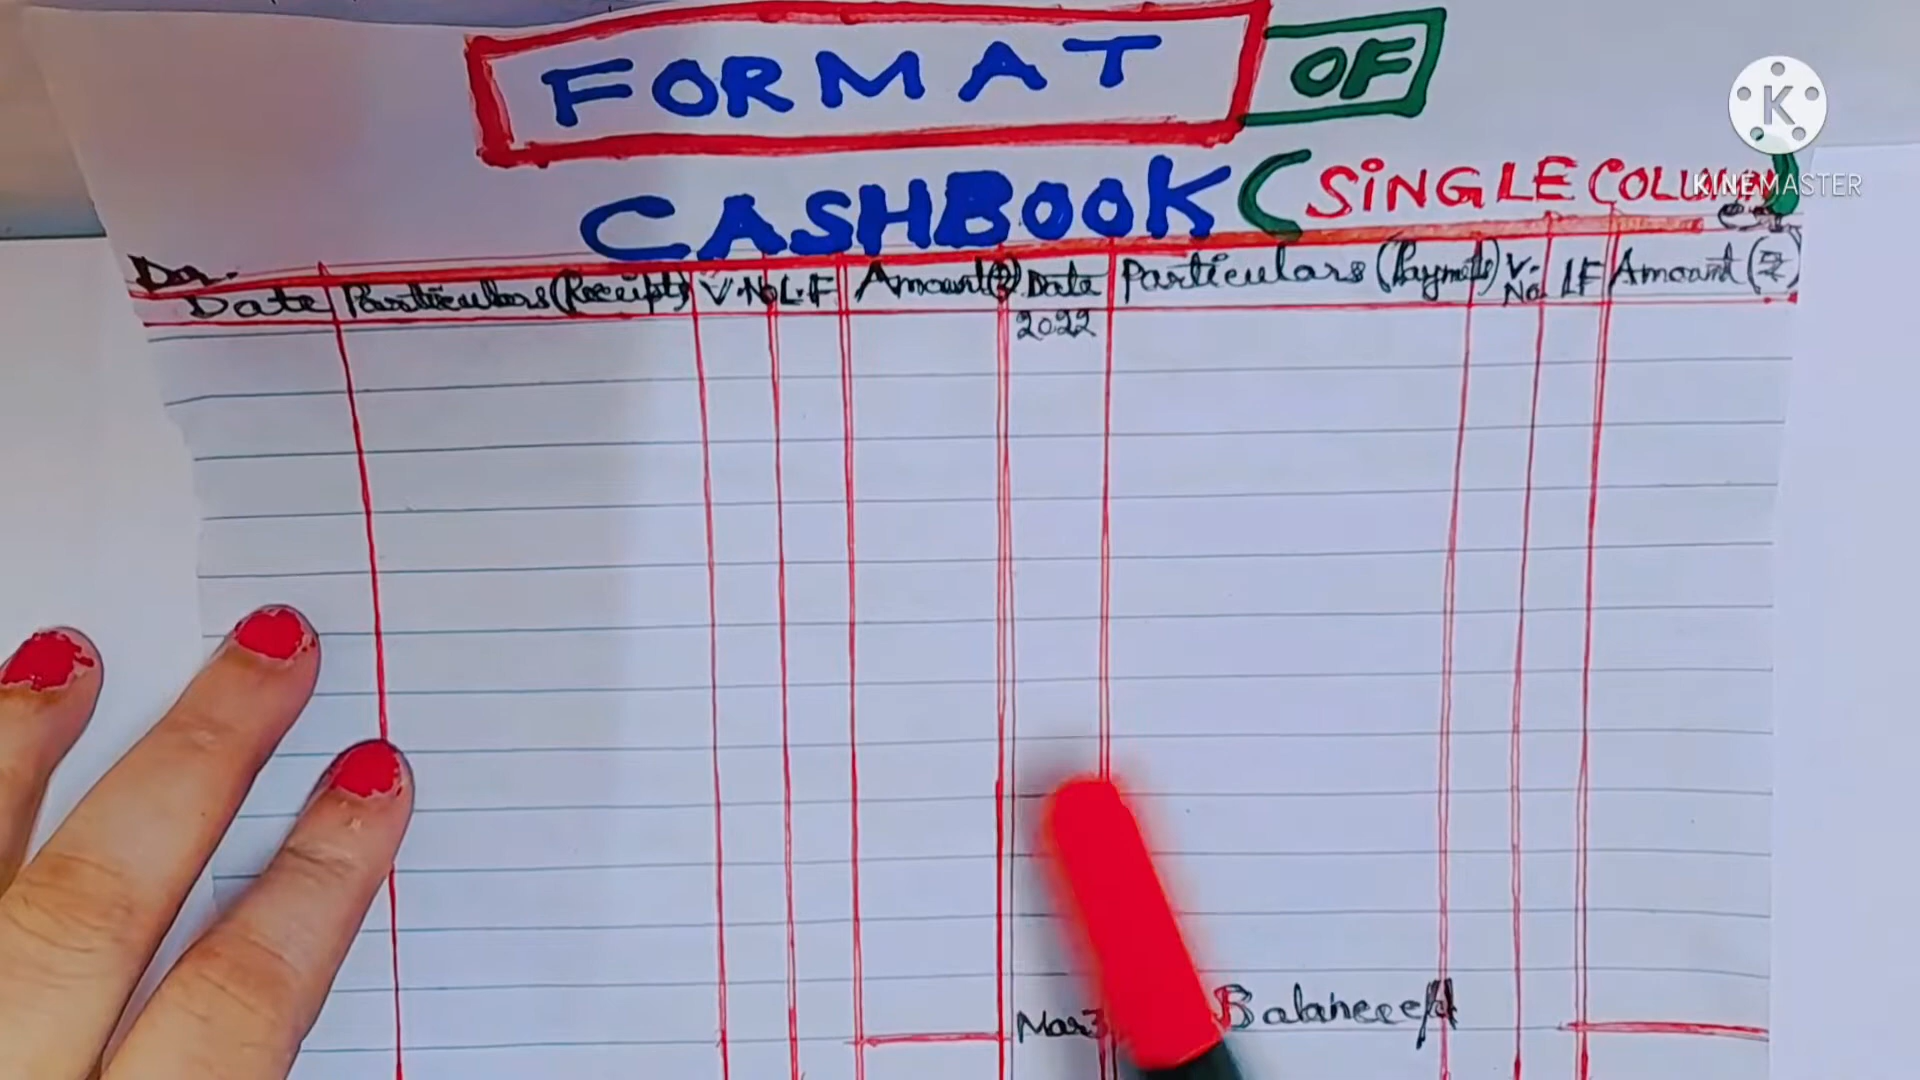 FORMAT OF
K
CASHBOOK (SINGLE COLUMN)
KINEMASTER
Dr.
Date Particulars (Receipts) V.No L.F Amount(₹) Date Particulars (Payments) V.No. LF Amount (₹)
2022
Mar Balance c/d